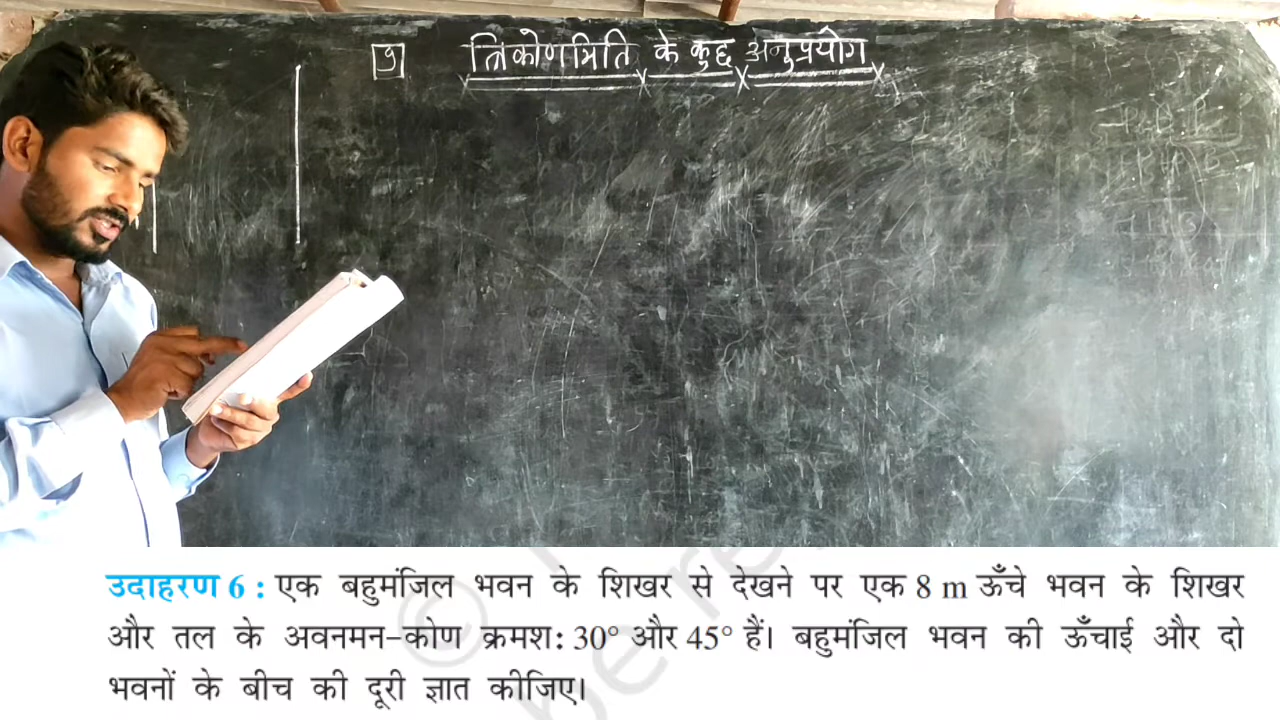 9 त्रिकोणमिति के कुछ अनुप्रयोग
उदाहरण 6 : एक बहुमंजिल भवन के शिखर से देखने पर एक 8 m ऊँचे भवन के शिखर
और तल के अवनमन-कोण क्रमश: 30° और 45° हैं। बहुमंजिल भवन की ऊँचाई और दो
भवनों के बीच की दूरी ज्ञात कीजिए।